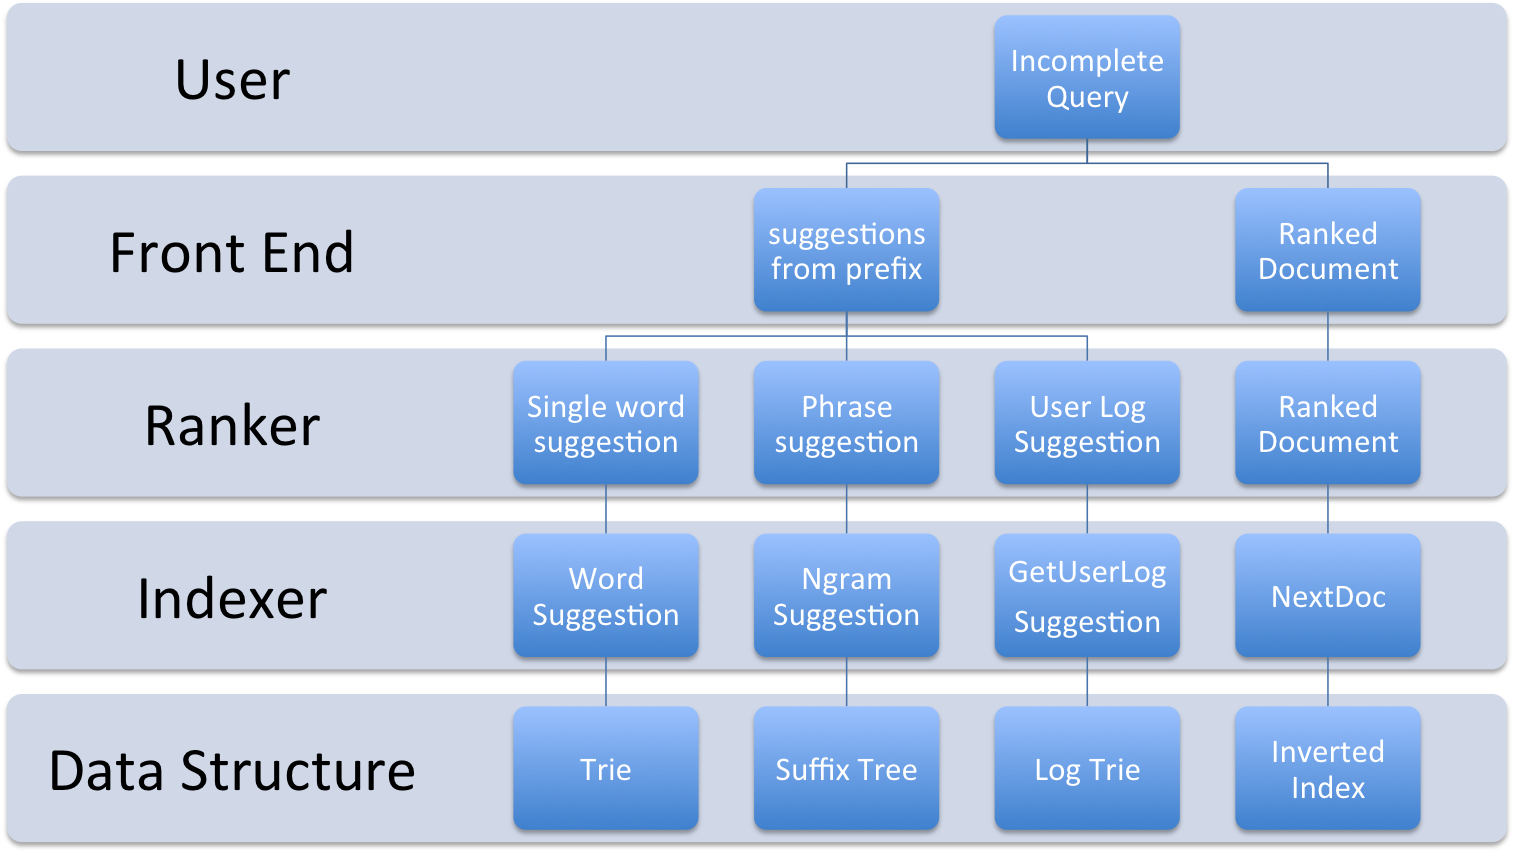 User
Incomplete
Query
Front End
suggestions
from prefix
Ranked
Document
Ranker
Single word
suggestion
Phrase
suggestion
User Log
Suggestion
Ranked
Document
Indexer
Word
Suggestion
Ngram
Suggestion
GetUserLog
Suggestion
NextDoc
Data Structure
Trie
Suffix Tree
Log Trie
Inverted
Index